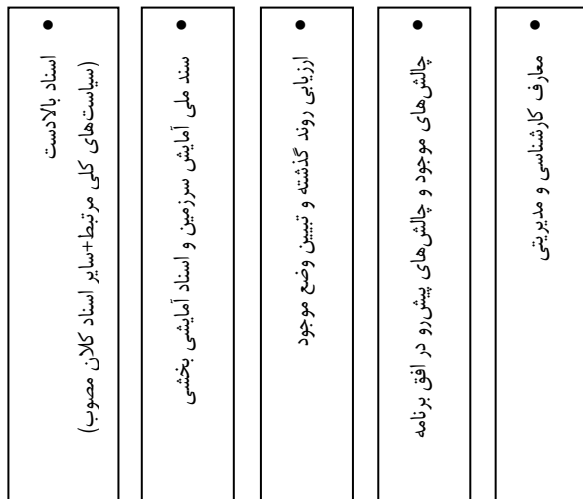 معارف کارشناسی و مدیریتی
چالش‌های موجود و چالش‌های پیش‌رو در افق برنامه
ارزیابی روند گذشته و تبیین وضع موجود
سند ملی آمایش سرزمین و اسناد آمایشی بخشی
اسناد بالادست
(سیاست‌های کلی مرتبط+سایر اسناد کلان مصوب)